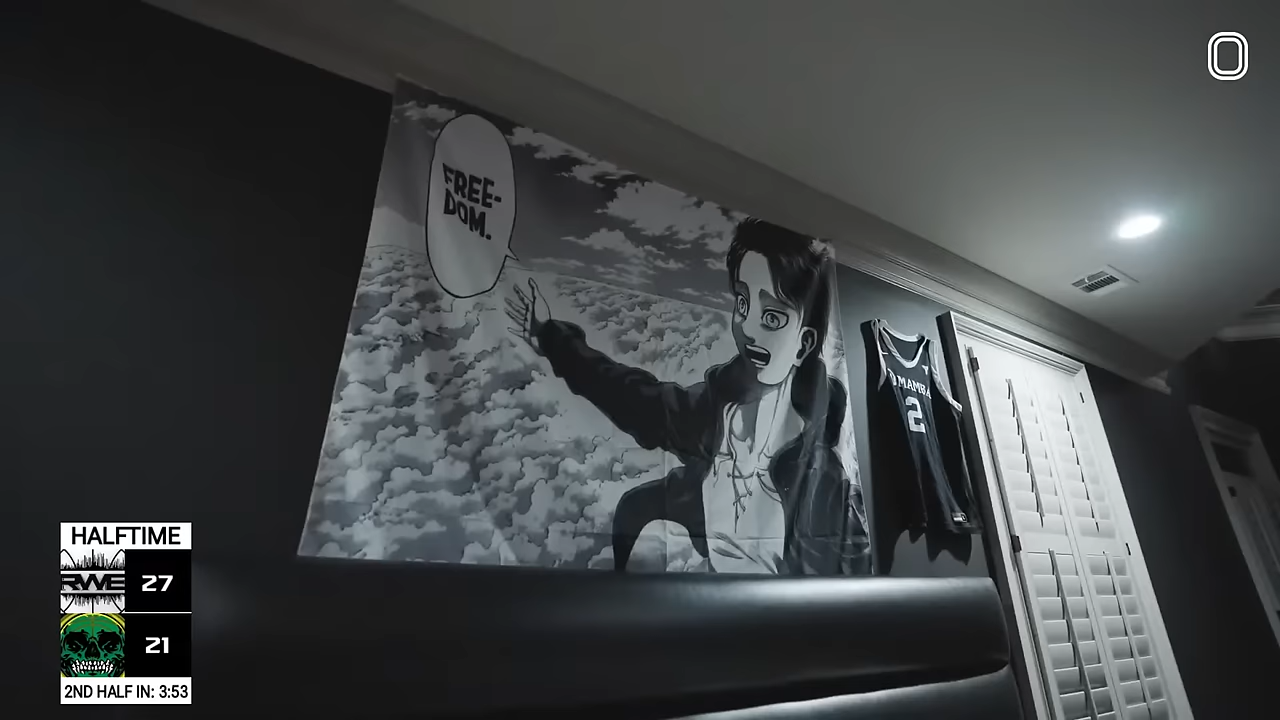 FREE-
DOM.
MAMBA
2
HALFTIME
RWE 27
21
2ND HALF IN: 3:53